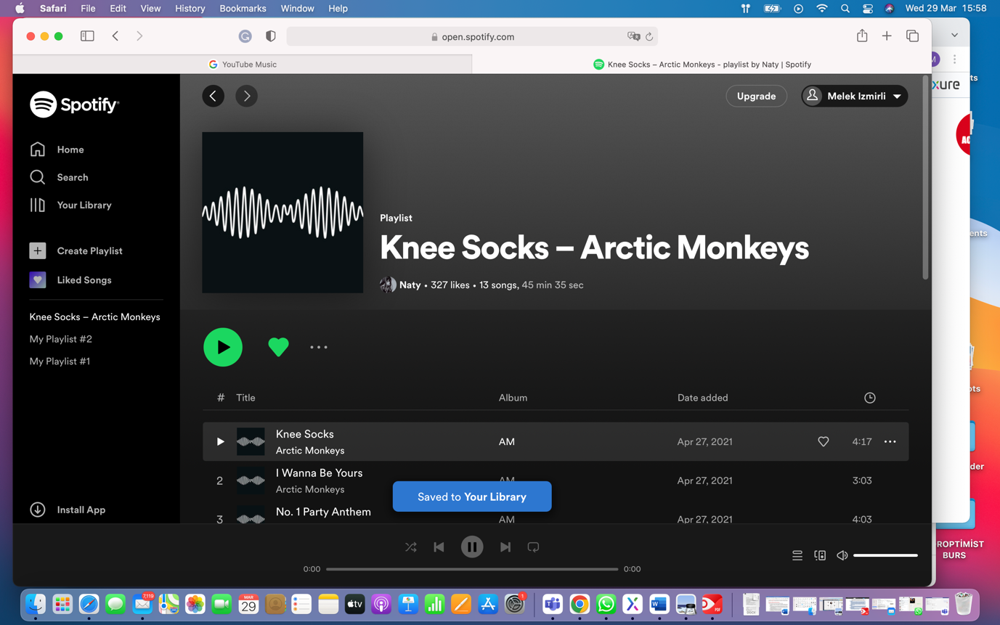 Safari File Edit View History Bookmarks Window Help
Wed 29 Mar 15:58
open.spotify.com
YouTube Music
Knee Socks – Arctic Monkeys - playlist by Naty | Spotify
Spotify
Home
Search
Your Library
Create Playlist
Liked Songs
Knee Socks – Arctic Monkeys
My Playlist #2
My Playlist #1
Install App
Upgrade
Melek Izmirli
Playlist
Knee Socks – Arctic Monkeys
Naty • 327 likes • 13 songs, 45 min 35 sec
# Title Album Date added
Knee Socks
Arctic Monkeys
AM Apr 27, 2021 4:17
2 I Wanna Be Yours
Arctic Monkeys
AM Apr 27, 2021 3:03
3 No. 1 Party Anthem
AM Apr 27, 2021 4:03
Saved to Your Library
0:00 0:00
xure
ts
AC
ents
ots
der
ROPTİMİST
BURS
7,119
MAR
29
tv
1